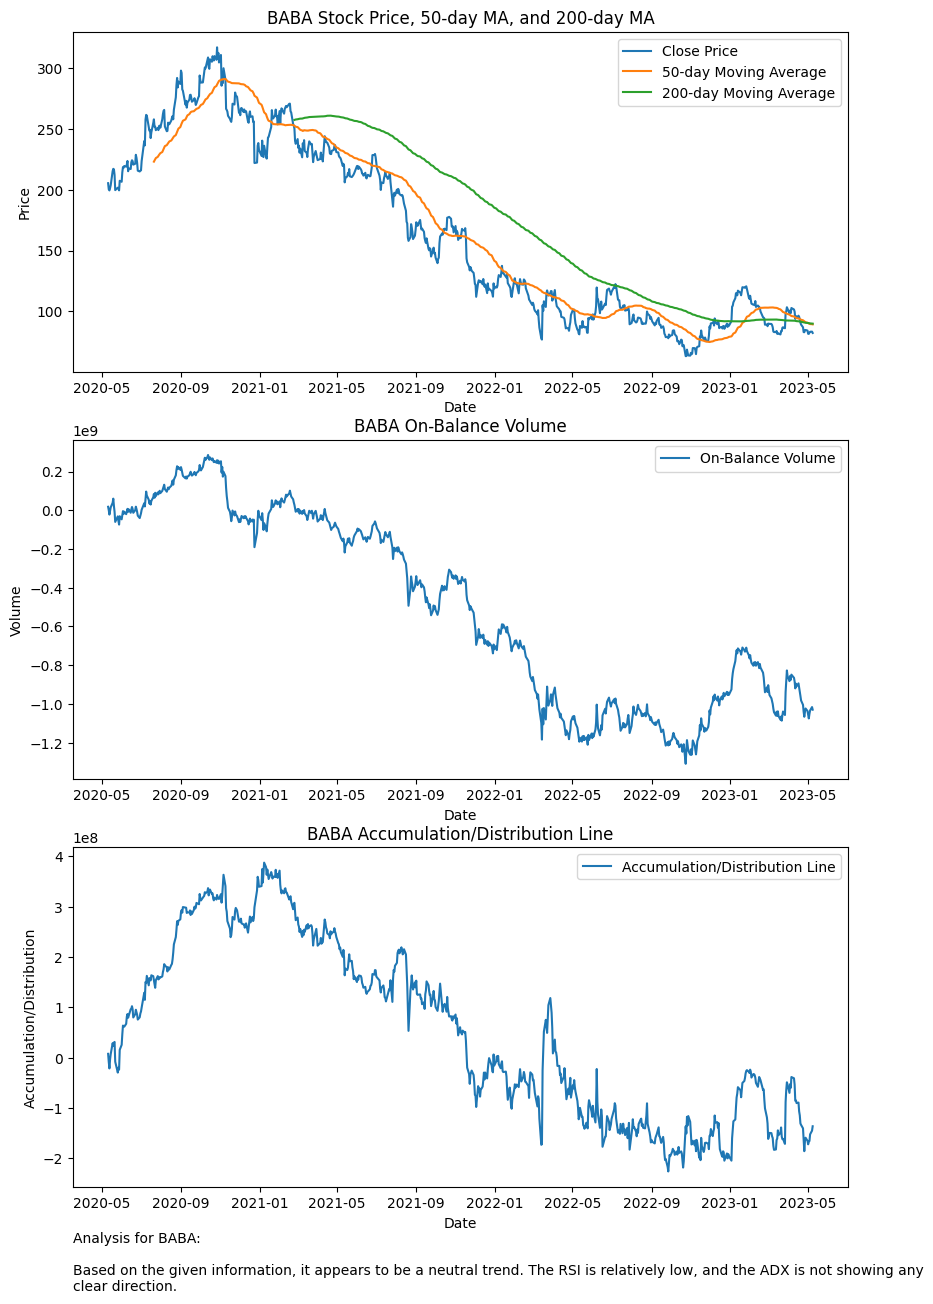 BABA Stock Price, 50-day MA, and 200-day MA
Close Price
50-day Moving Average
200-day Moving Average
300
250
200
150
100
Price
2020-05 2020-09 2021-01 2021-05 2021-09 2022-01 2022-05 2022-09 2023-01 2023-05
Date
BABA On-Balance Volume
1e9
On-Balance Volume
0.2
0.0
−0.2
−0.4
−0.6
−0.8
−1.0
−1.2
Volume
2020-05 2020-09 2021-01 2021-05 2021-09 2022-01 2022-05 2022-09 2023-01 2023-05
Date
BABA Accumulation/Distribution Line
1e8
Accumulation/Distribution Line
4
3
2
1
0
−1
−2
Accumulation/Distribution
2020-05 2020-09 2021-01 2021-05 2021-09 2022-01 2022-05 2022-09 2023-01 2023-05
Date
Analysis for BABA:
Based on the given information, it appears to be a neutral trend. The RSI is relatively low, and the ADX is not showing any
clear direction.